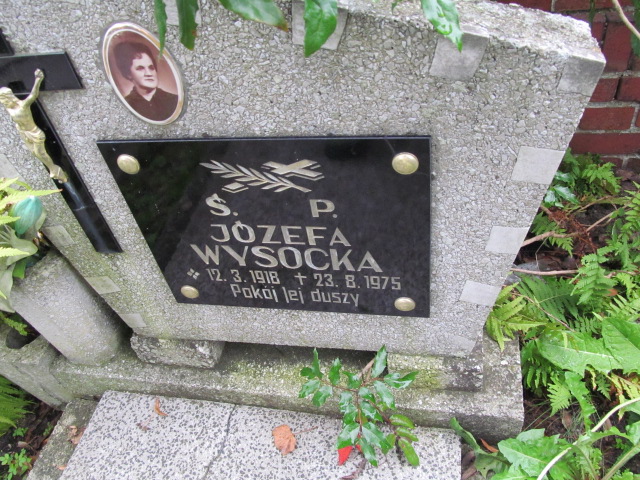 Ś. P.
JÓZEFA
WYSOCKA
* 12. 3. 1918 + 23. 8. 1975
Pokój Jej duszy